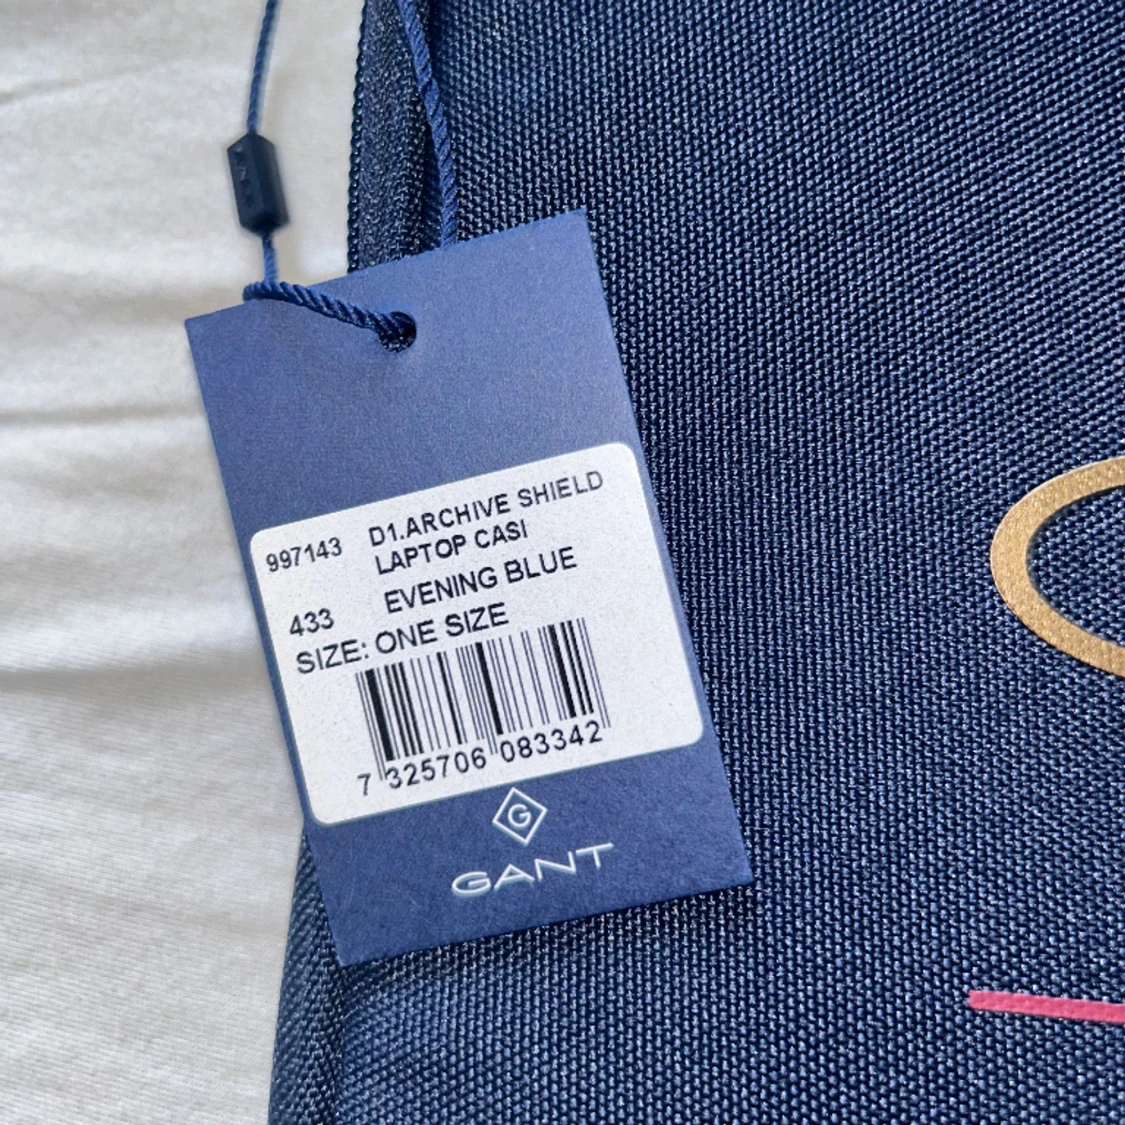 997143 D1.ARCHIVE SHIELD
LAPTOP CASI
433 EVENING BLUE
SIZE: ONE SIZE
7 325706 083342
G
GANT